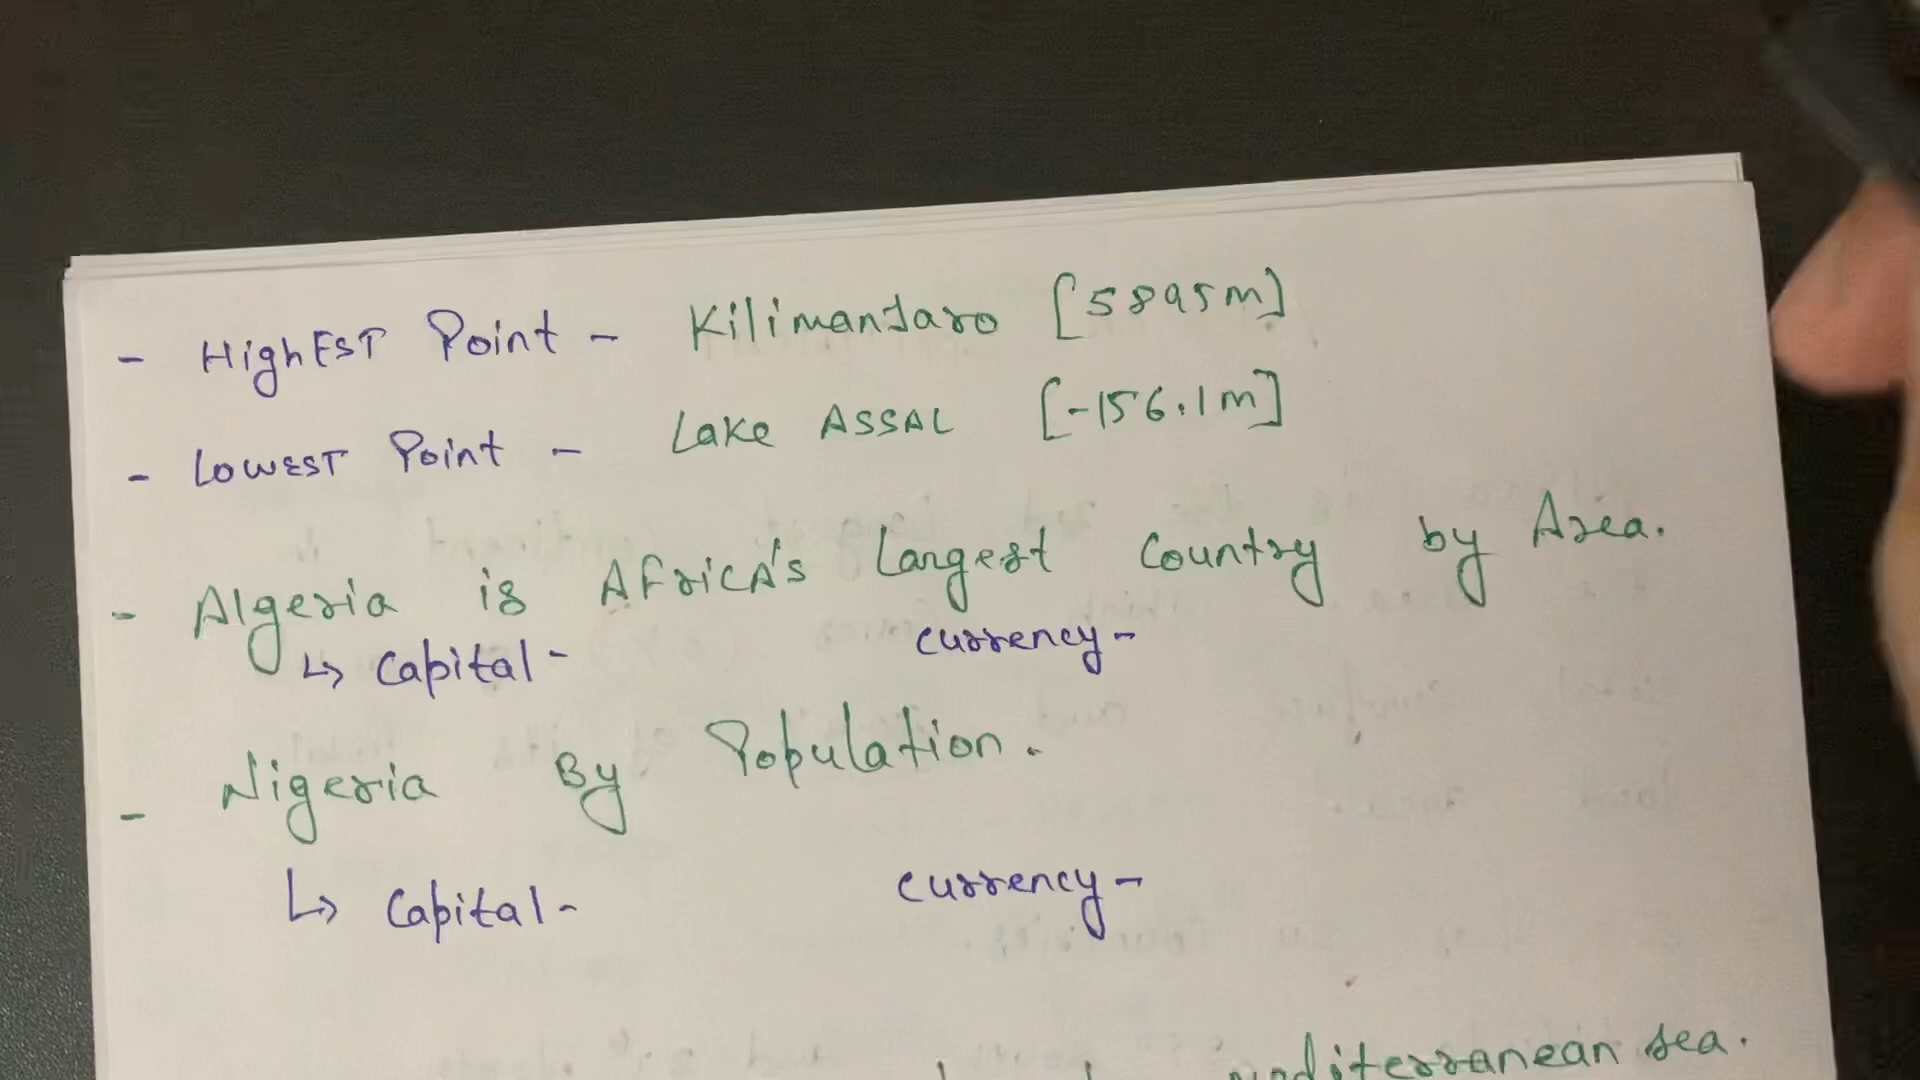 - HighEST Point - Kilimanjaro [5895m]
- LOWEST Point - Lake ASSAL [-156.1m]
- Algeria is AfricA's Largest Country by Area.
↳ Capital - currency -
- Nigeria By Population.
↳ Capital - currency -
mediterranean sea.